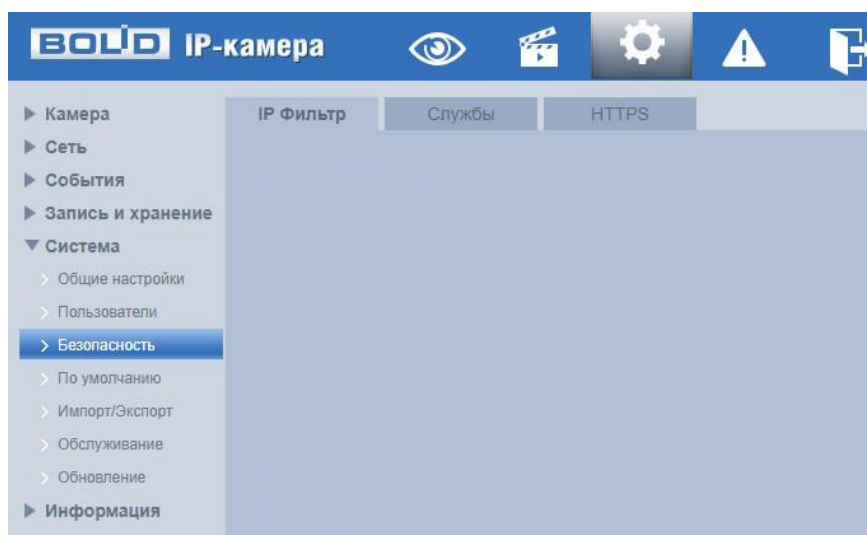 BOLID IP-камера
IP Фильтр Службы HTTPS
Камера
Сеть
События
Запись и хранение
Система
Общие настройки
Пользователи
Безопасность
По умолчанию
Импорт/Экспорт
Обслуживание
Обновление
Информация